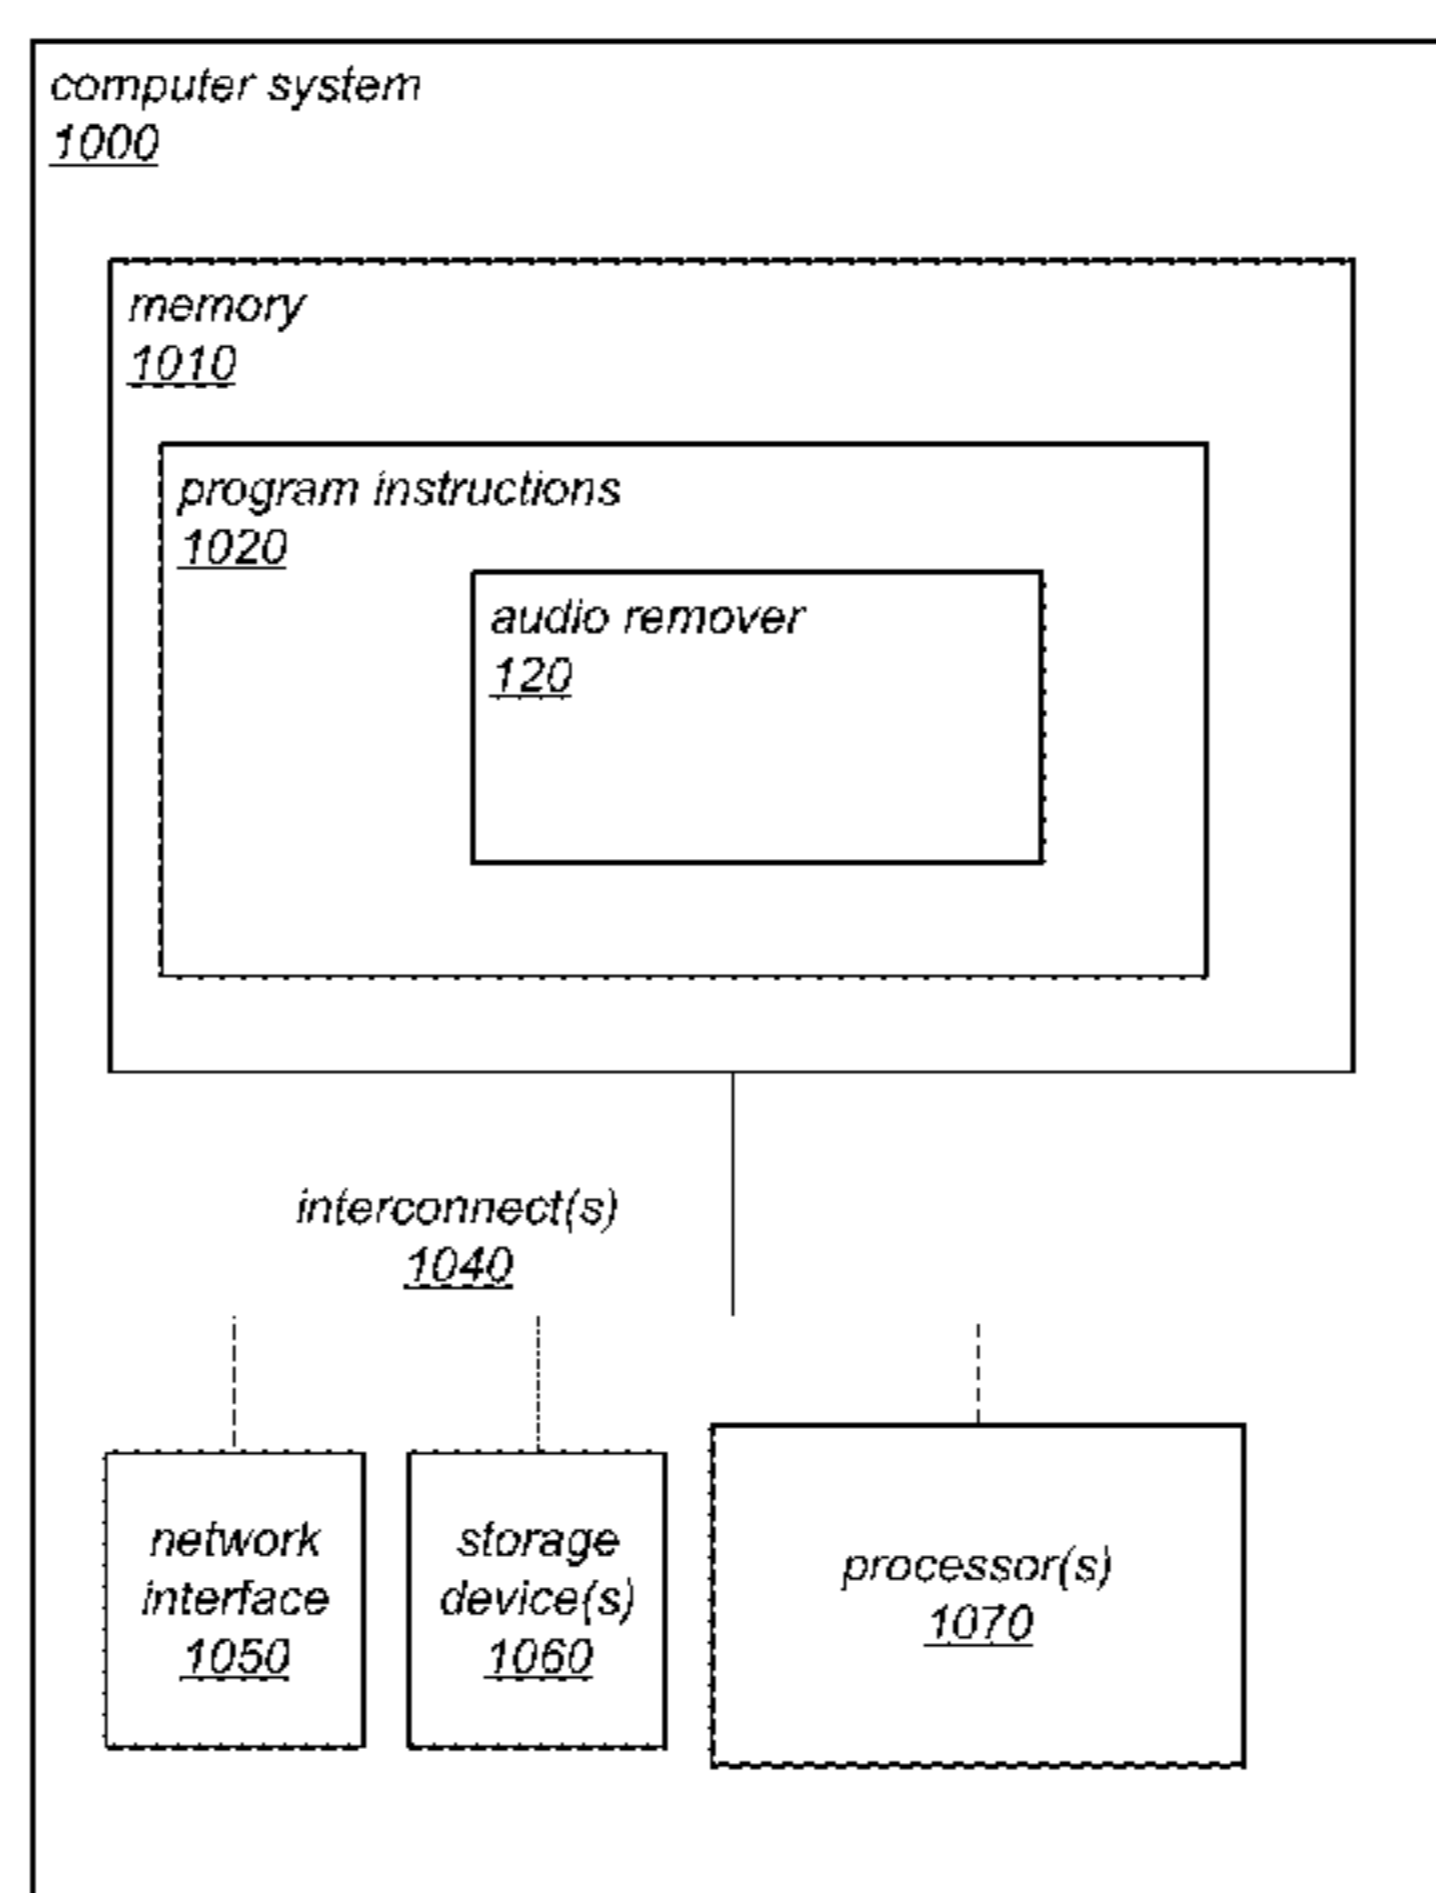 computer system
1000
memory
1010
program instructions
1020
audio remover
120
interconnect(s)
1040
network
interface
1050
storage
device(s)
1060
processor(s)
1070